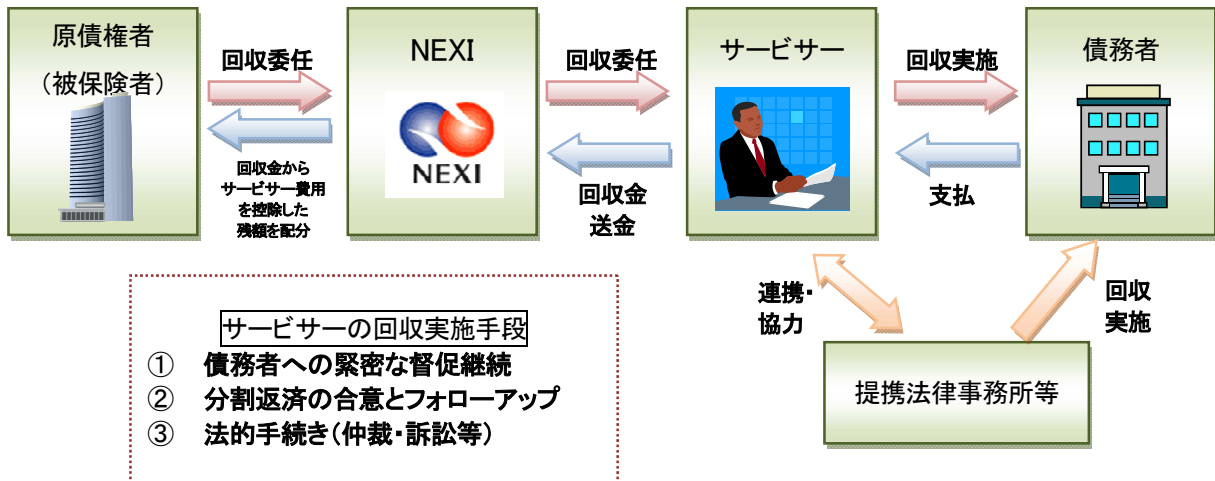 原債権者
(被保険者)
回収委任
回収金から
サービサー費用
を控除した
残額を配分
NEXI
NEXI
回収委任
回収金
送金
サービサー
回収実施
支払
債務者
連携・
協力
回収
実施
提携法律事務所等
サービサーの回収実施手段
① 債務者への緊密な督促継続
② 分割返済の合意とフォローアップ
③ 法的手続き(仲裁・訴訟等)